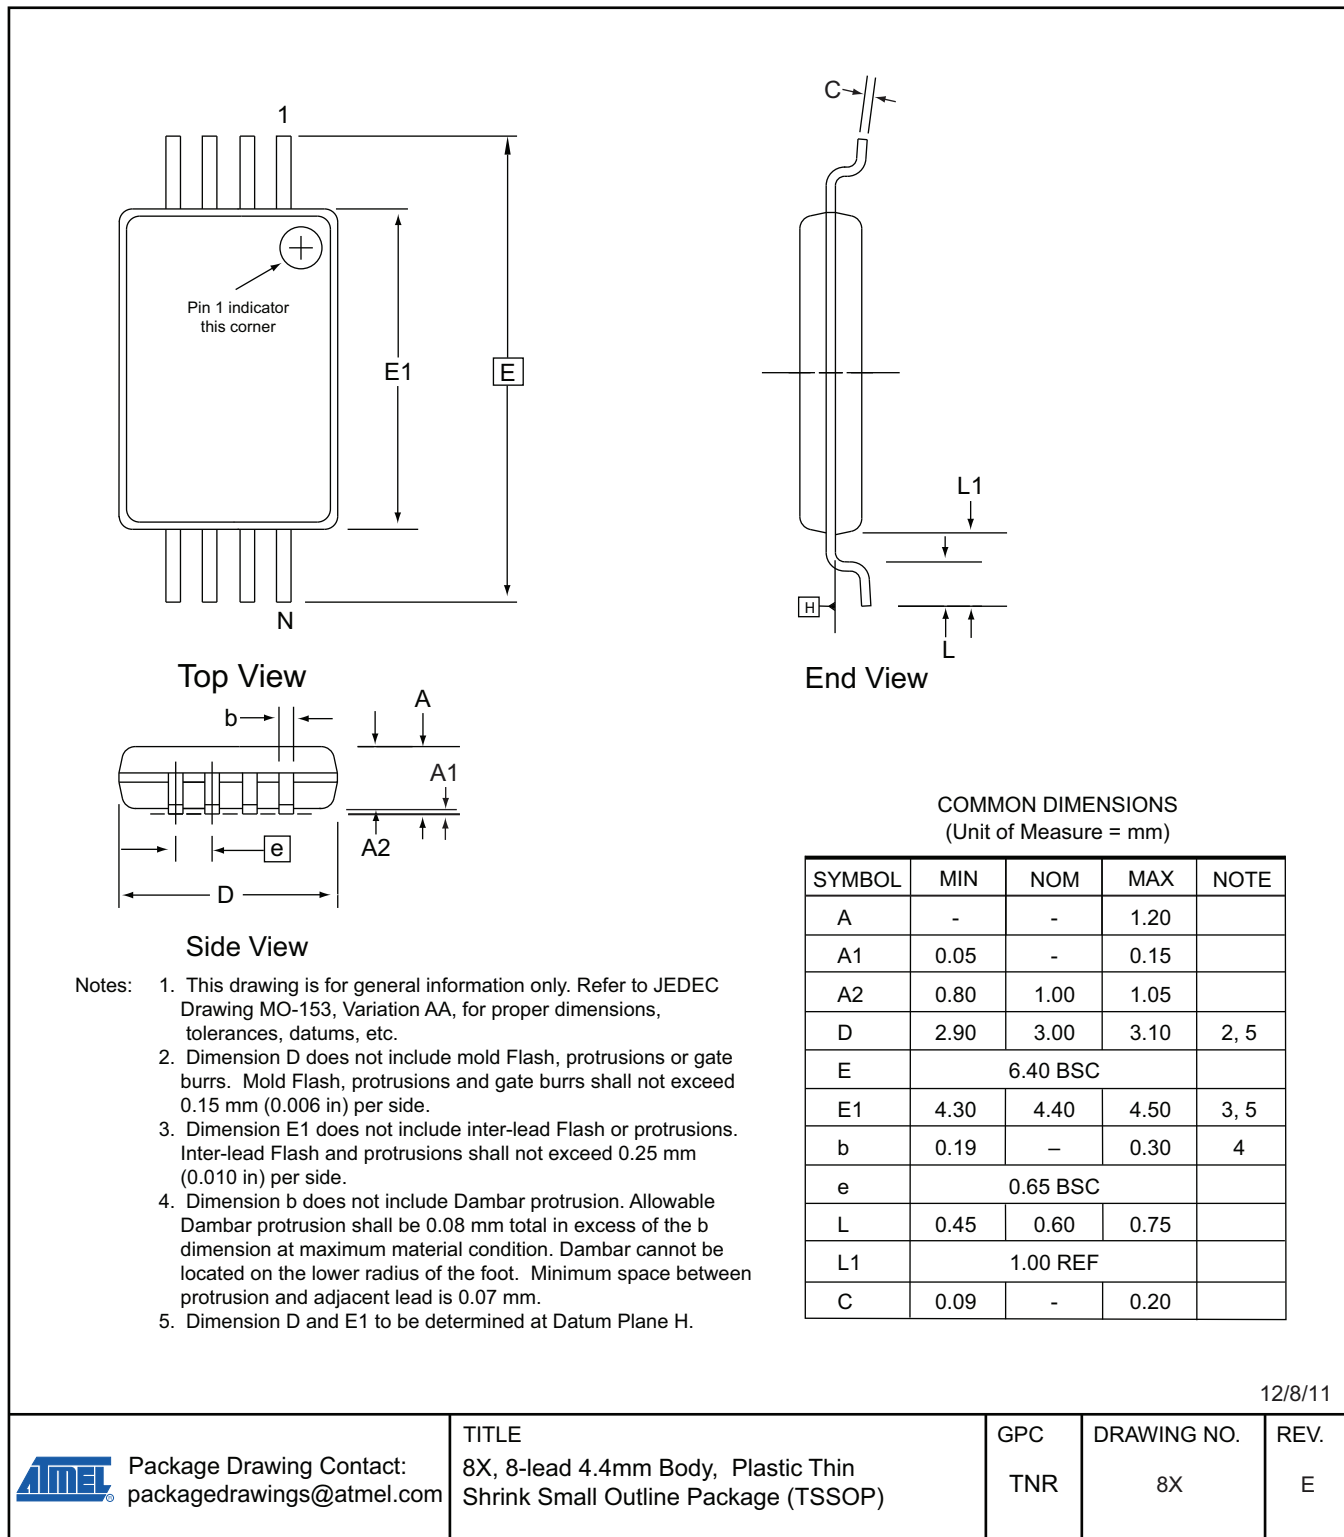 1
Pin 1 indicator
this corner
E1
E
N
Top View
C
L1
H
L
End View
b
A
A1
e
A2
D
Side View
Notes: 1. This drawing is for general information only. Refer to JEDEC
Drawing MO-153, Variation AA, for proper dimensions,
tolerances, datums, etc.
2. Dimension D does not include mold Flash, protrusions or gate
burrs. Mold Flash, protrusions and gate burrs shall not exceed
0.15 mm (0.006 in) per side.
3. Dimension E1 does not include inter-lead Flash or protrusions.
Inter-lead Flash and protrusions shall not exceed 0.25 mm
(0.010 in) per side.
4. Dimension b does not include Dambar protrusion. Allowable
Dambar protrusion shall be 0.08 mm total in excess of the b
dimension at maximum material condition. Dambar cannot be
located on the lower radius of the foot. Minimum space between
protrusion and adjacent lead is 0.07 mm.
5. Dimension D and E1 to be determined at Datum Plane H.
COMMON DIMENSIONS
(Unit of Measure = mm)
SYMBOL MIN NOM MAX NOTE
A - - 1.20
A1 0.05 - 0.15
A2 0.80 1.00 1.05
D 2.90 3.00 3.10 2, 5
E 6.40 BSC
E1 4.30 4.40 4.50 3, 5
b 0.19 – 0.30 4
e 0.65 BSC
L 0.45 0.60 0.75
L1 1.00 REF
C 0.09 - 0.20
12/8/11
ATMEL ®
Package Drawing Contact:
packagedrawings@atmel.com
TITLE
8X, 8-lead 4.4mm Body, Plastic Thin
Shrink Small Outline Package (TSSOP)
GPC
TNR
DRAWING NO.
8X
REV.
E